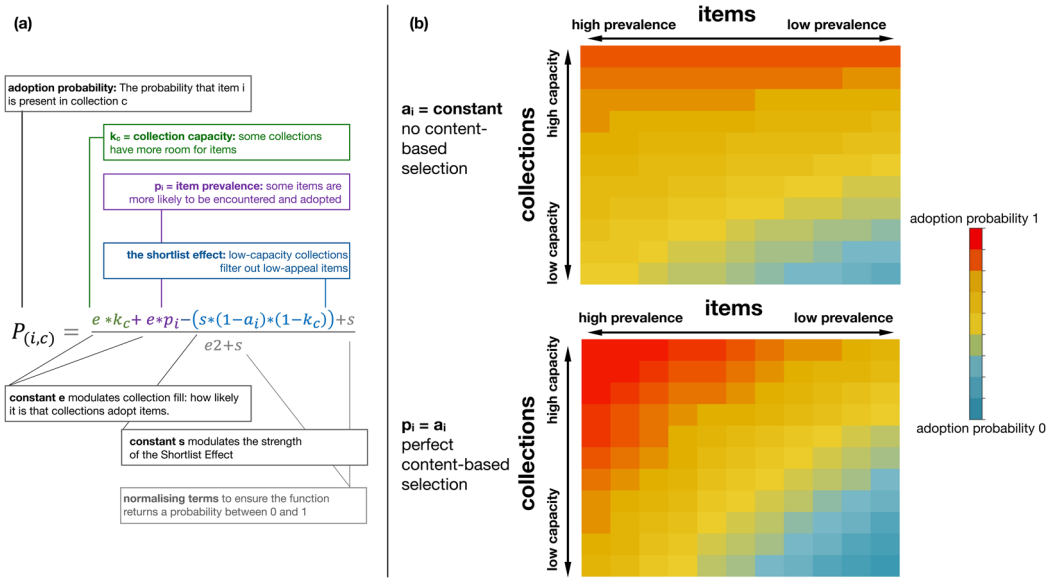 (a)
adoption probability: The probability that item i
is present in collection c
k꜀ = collection capacity: some collections
have more room for items
pᵢ = item prevalence: some items are
more likely to be encountered and adopted
the shortlist effect: low-capacity collections
filter out low-appeal items
P₍ᵢ,c₎ = (e*k꜀+ e*pᵢ−(s*(1−aᵢ)*(1−k꜀))+s) / (e2+s)
constant e modulates collection fill: how likely
it is that collections adopt items.
constant s modulates the strength
of the Shortlist Effect
normalising terms to ensure the function
returns a probability between 0 and 1
(b)
items
high prevalence
low prevalence
aᵢ = constant
no content-
based
selection
collections
high capacity
low capacity
items
high prevalence
low prevalence
pᵢ = aᵢ
perfect
content-based
selection
collections
high capacity
low capacity
adoption probability 1
adoption probability 0